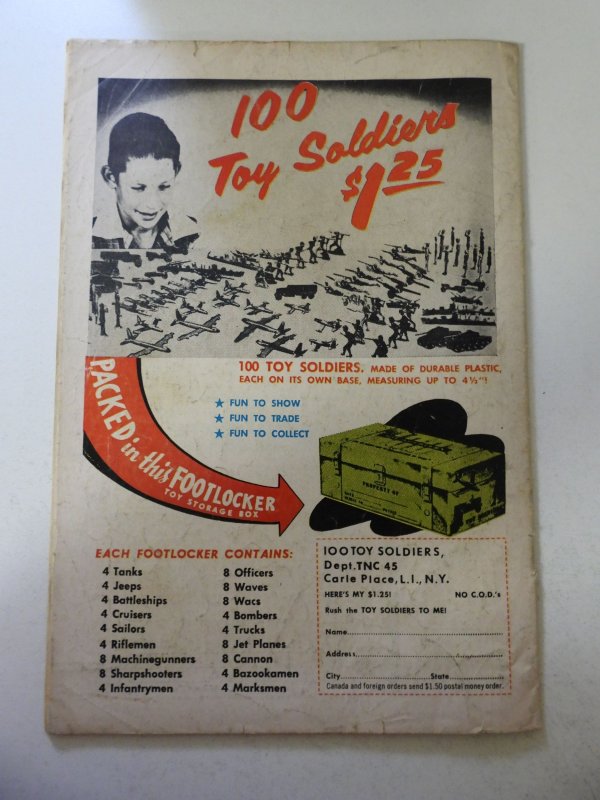 100
Toy Soldiers
$1.25
100 TOY SOLDIERS. MADE OF DURABLE PLASTIC,
EACH ON ITS OWN BASE, MEASURING UP TO 4½"!
★ FUN TO SHOW
★ FUN TO TRADE
★ FUN TO COLLECT
PACKED in this FOOTLOCKER
TOY STORAGE BOX
PROPERTY OF
EACH FOOTLOCKER CONTAINS:
4 Tanks
4 Jeeps
4 Battleships
4 Cruisers
4 Sailors
4 Riflemen
8 Machinegunners
8 Sharpshooters
4 Infantrymen
8 Officers
8 Waves
8 Wacs
4 Bombers
4 Trucks
8 Jet Planes
8 Cannon
4 Bazookamen
4 Marksmen
100 TOY SOLDIERS,
Dept. TNC 45
Carle Place, L.I., N.Y.
HERE'S MY $1.25! NO C.O.D.'s
Rush the TOY SOLDIERS TO ME!
Name
Address
City State
Canada and foreign orders send $1.50 postal money order.